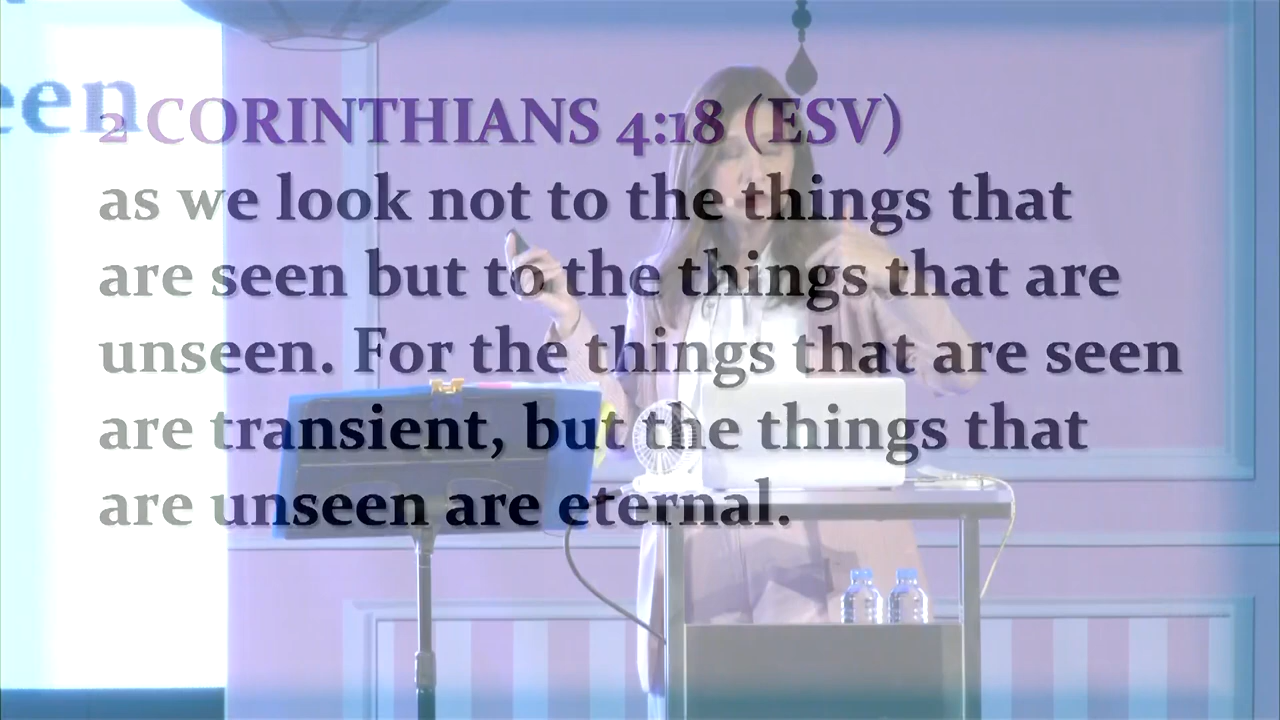 een
2 CORINTHIANS 4:18 (ESV)
as we look not to the things that
are seen but to the things that are
unseen. For the things that are seen
are transient, but the things that
are unseen are eternal.